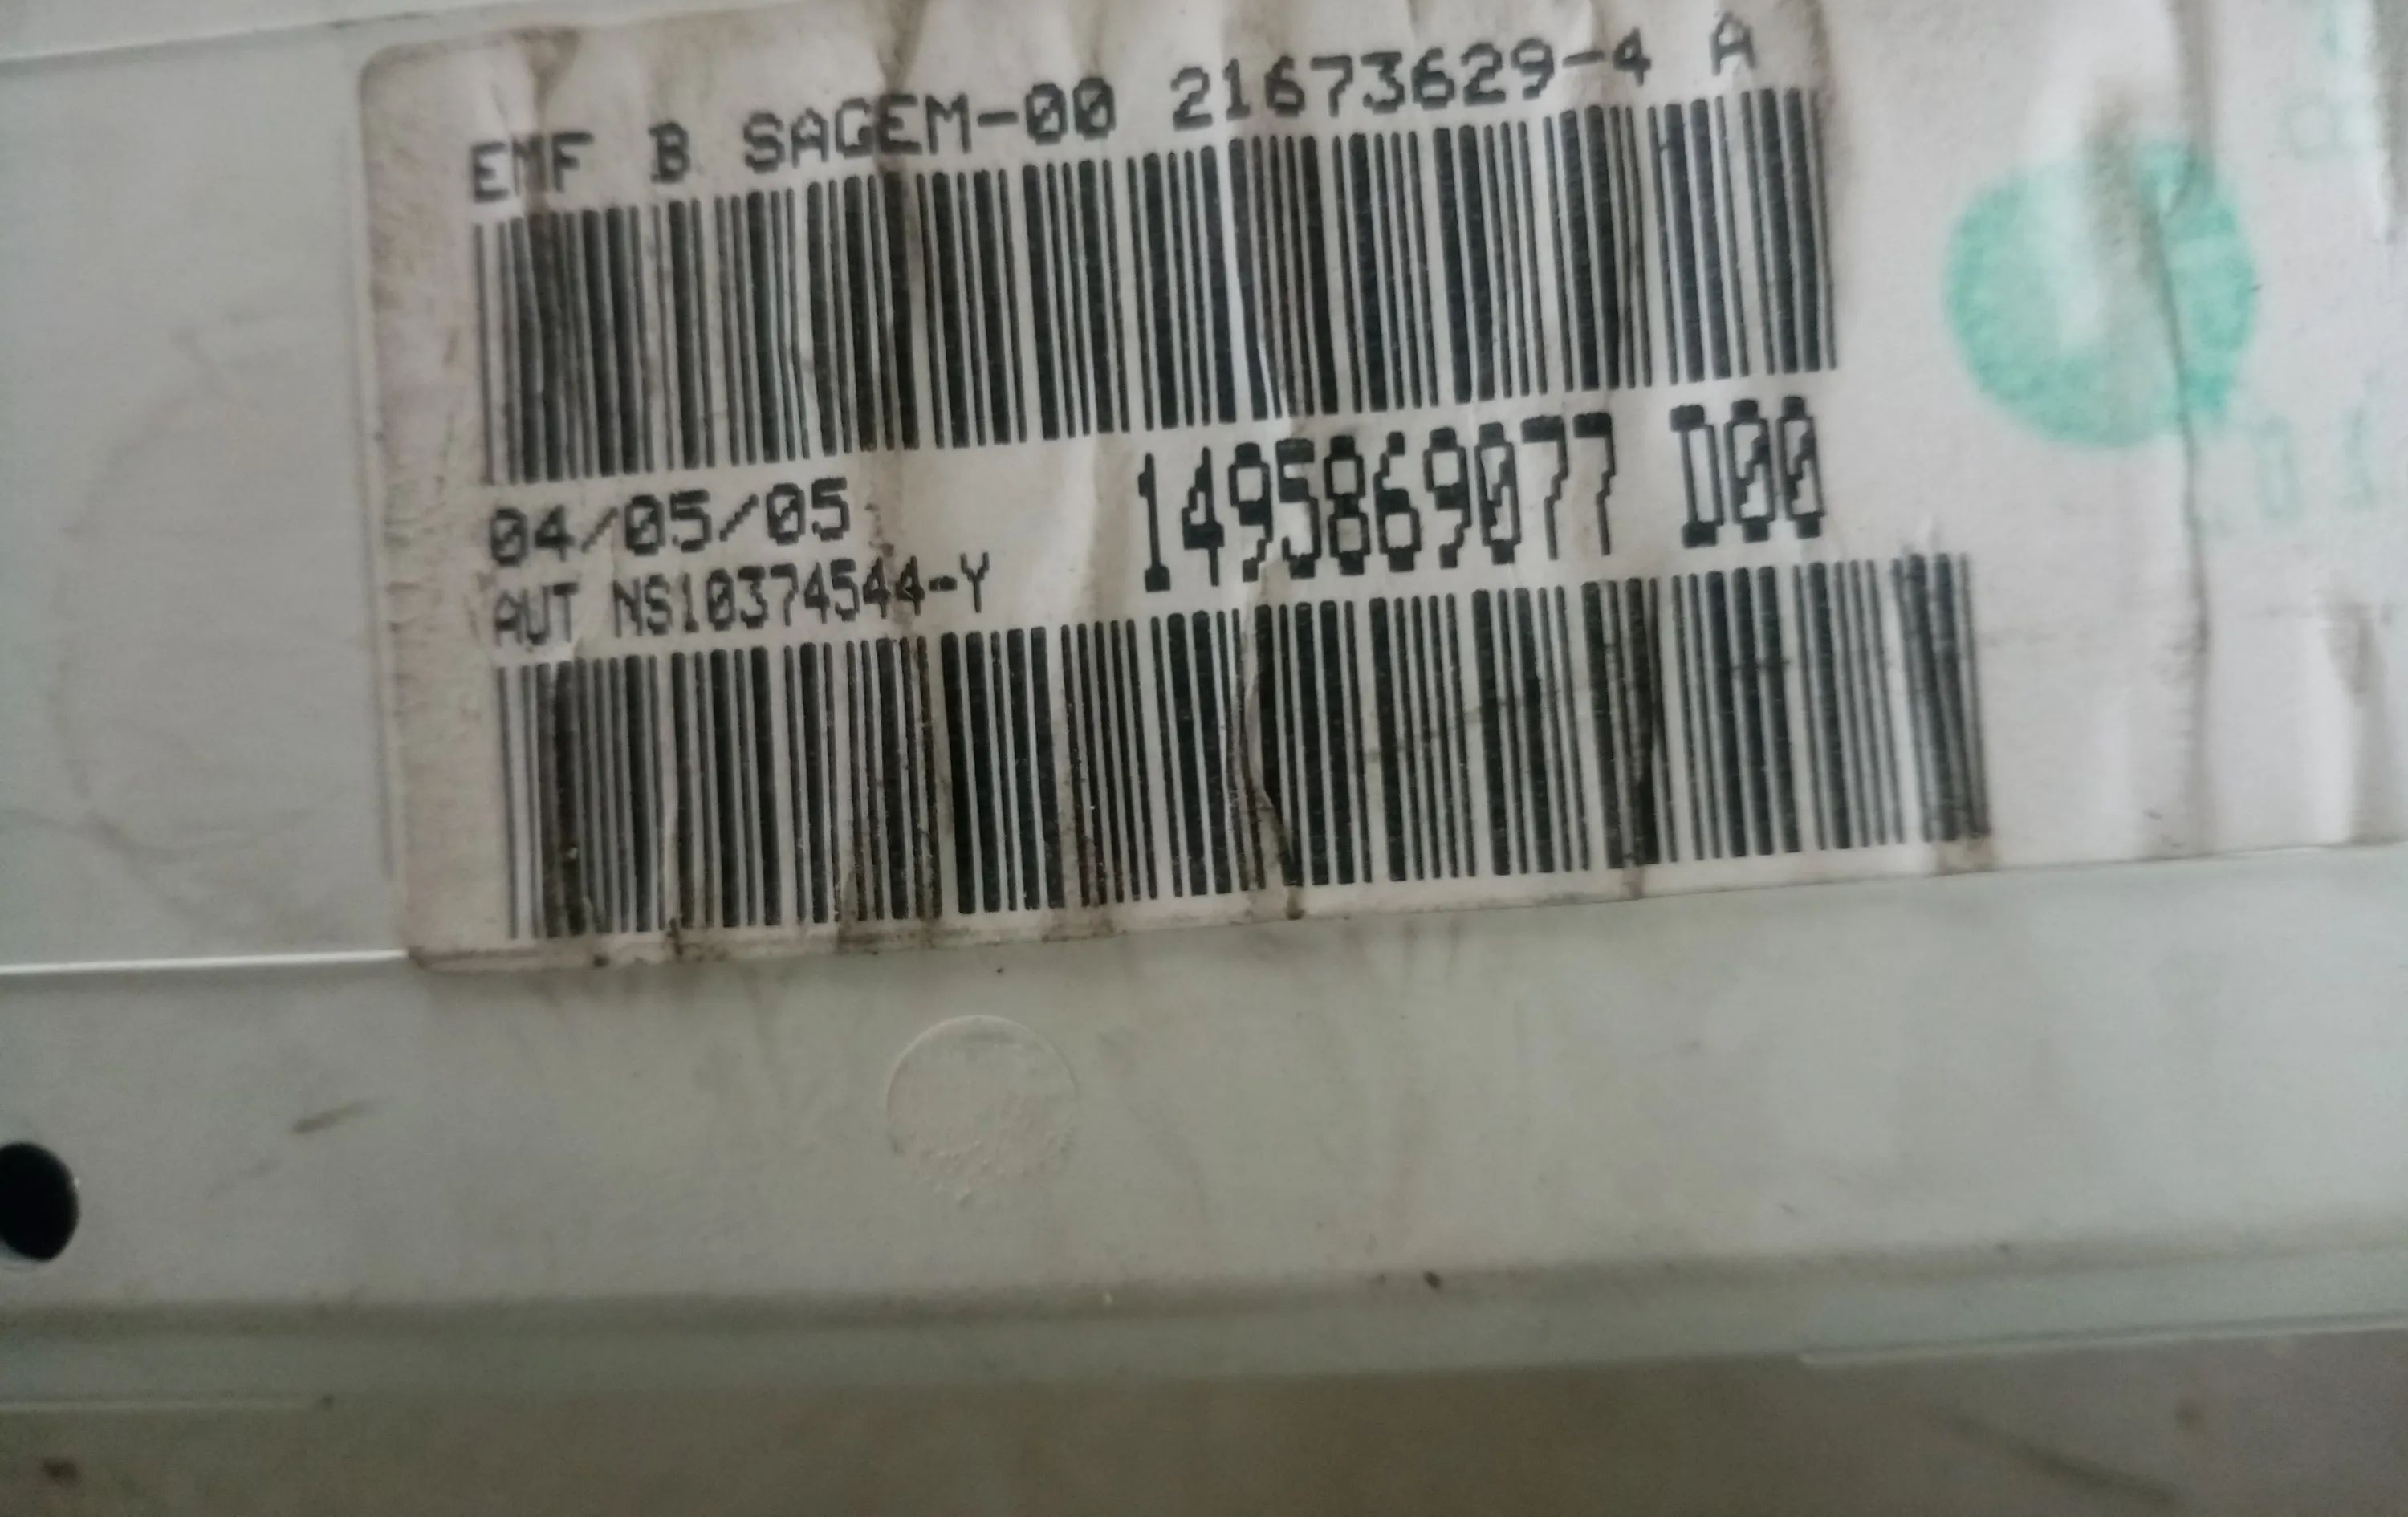 EMF B SAGEM-00 21673629-4 A
04/05/05
1495869077 D00
AUT NS10374544-Y